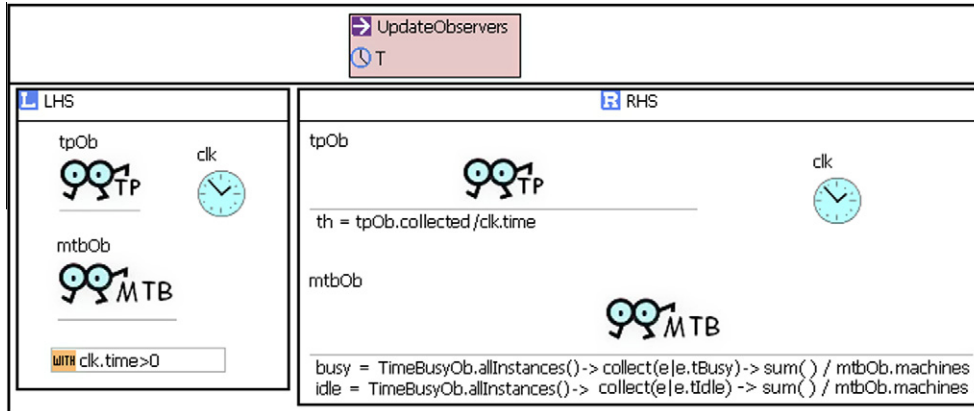 UpdateObservers
T
L LHS
R RHS
tpOb
clk
TP
mtbOb
MTB
WITH clk.time>0
tpOb
clk
TP
th = tpOb.collected/clk.time
mtbOb
MTB
busy = TimeBusyOb.allInstances()-> collect(e|e.tBusy)-> sum() / mtbOb.machines
idle = TimeBusyOb.allInstances()-> collect(e|e.tIdle) -> sum() / mtbOb.machines